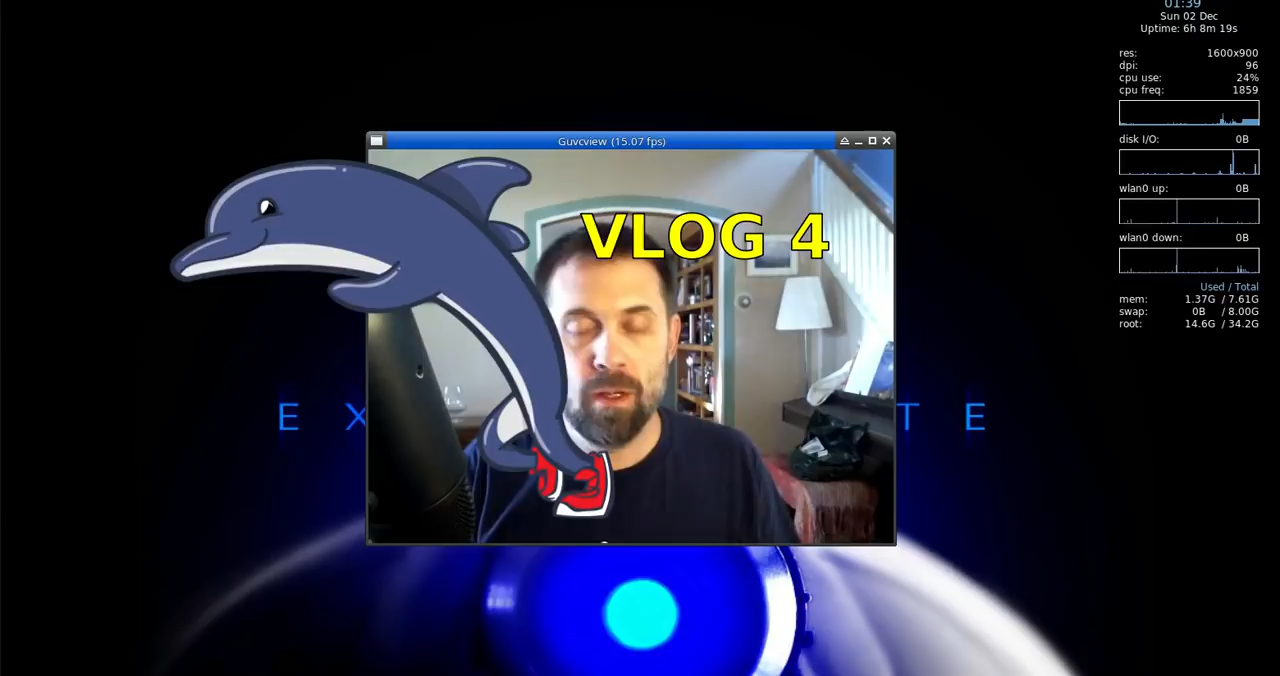 01:39
Sun 02 Dec
Uptime: 6h 8m 19s
res: 1600x900
dpi: 96
cpu use: 24%
cpu freq: 1859
disk I/O: 0B
wlan0 up: 0B
wlan0 down: 0B
Used / Total
mem: 1.37G / 7.61G
swap: 0B / 8.00G
root: 14.6G / 34.2G
Guvcview (15.07 fps)
VLOG 4
E X T E